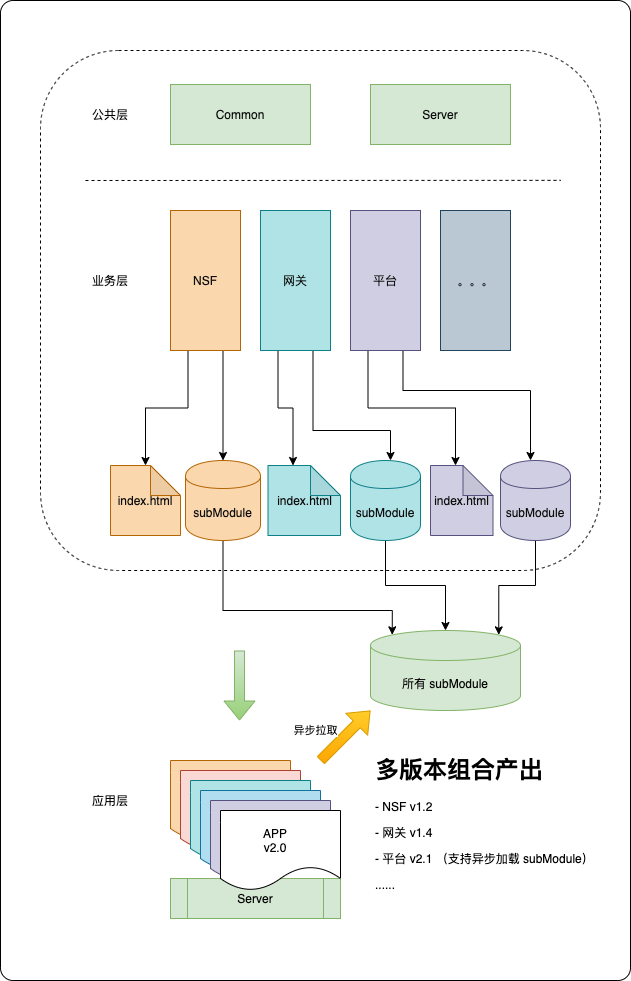 公共层
Common
Server
业务层
NSF
网关
平台
。。。
index.html
subModule
index.html
subModule
index.html
subModule
所有 subModule
异步拉取
应用层
APP
v2.0
Server
多版本组合产出
- NSF v1.2
- 网关 v1.4
- 平台 v2.1 （支持异步加载 subModule）
......